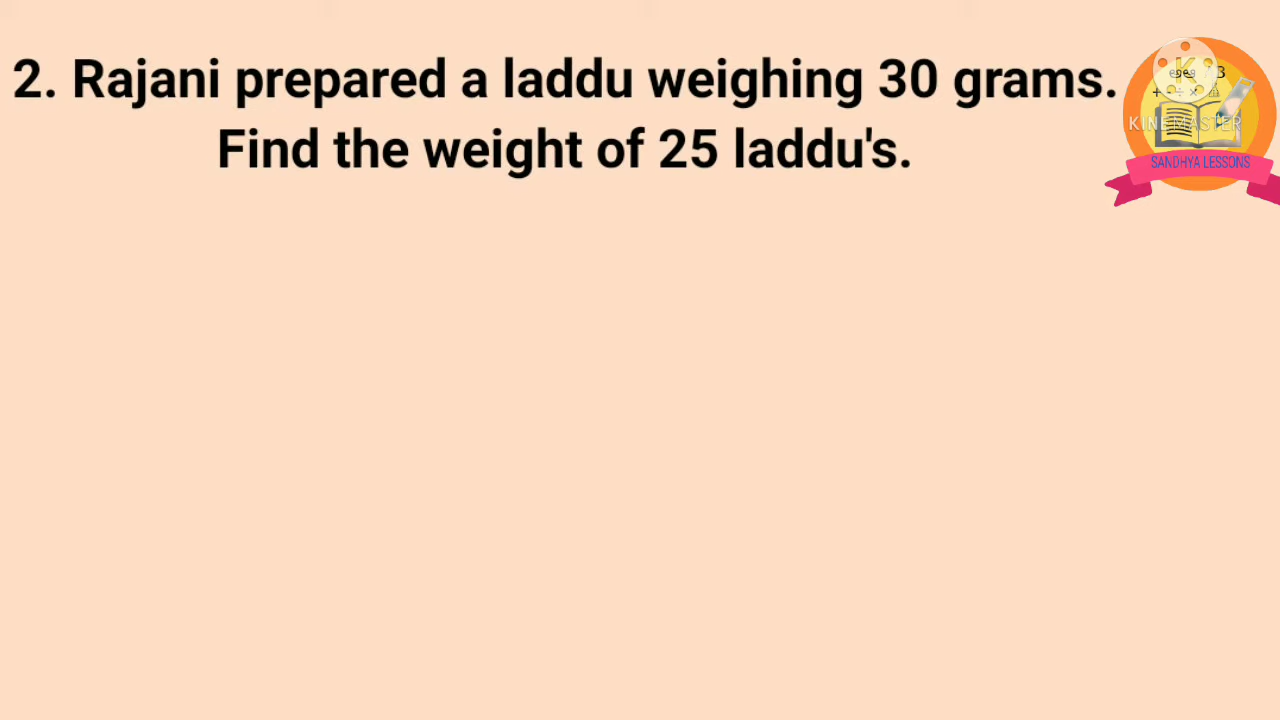 2. Rajani prepared a laddu weighing 30 grams.
Find the weight of 25 laddu's.
KINEMASTER
SANDHYA LESSONS